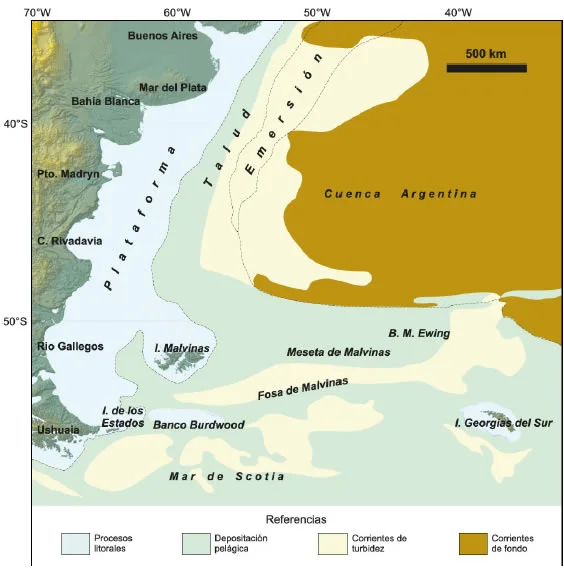 70°W 60°W 50°W 40°W
Buenos Aires
500 km
Mar del Plata
Bahía Blanca
40°S
Plataforma
Talud
Emersión
Pto. Madryn
Cuenca Argentina
C. Rivadavia
50°S
B. M. Ewing
Rio Gallegos
I. Malvinas
Meseta de Malvinas
Fosa de Malvinas
I. de los
Estados
Banco Burdwood
I. Georgías del Sur
Ushuaia
Mar de Scotia
Referencias
Procesos
litorales
Depositación
pelágica
Corrientes de
turbidez
Corrientes
de fondo